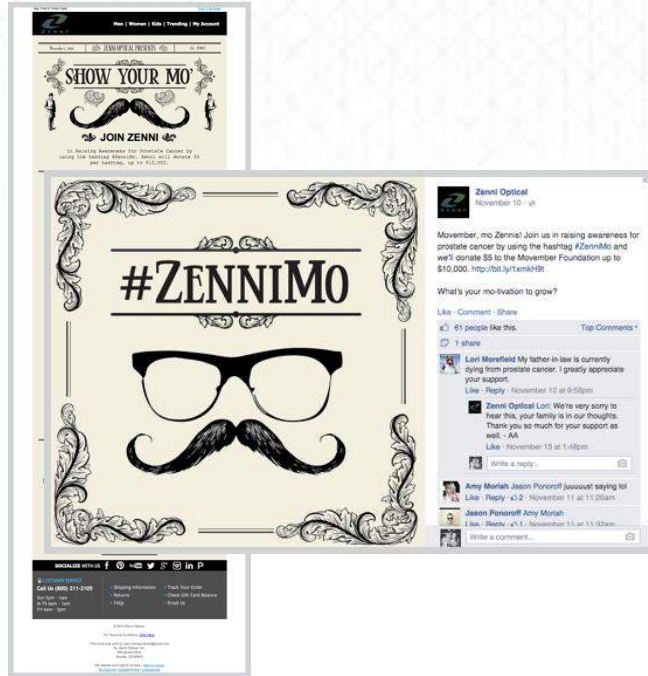 Men | Women | Kids | Trending | My Account
ZENNI OPTICAL PRESENTS
SHOW YOUR MO'
JOIN ZENNI
in Raising Awareness for Prostate Cancer by
using the hashtag #ZenniMo. Zenni will donate $5
per hashtag, up to $10,000.
#ZENNIMO
Zenni Optical
November 10
Movember, mo Zennis! Join us in raising awareness for
prostate cancer by using the hashtag #ZenniMo and
we'll donate $5 to the Movember Foundation up to
$10,000. http://bit.ly/1xmkH9t
What's your mo-tivation to grow?
Like · Comment · Share
61 people like this.
Top Comments
1 share
Lori Morefield My father-in-law is currently
dying from prostate cancer. I greatly appreciate
your support.
Like · Reply · November 10 at 9:56pm
Zenni Optical Lori: We're very sorry to
hear this, your family is in our thoughts.
Thank you so much for your support as
well. - AA
Like · November 13 at 1:48pm
Write a reply...
Amy Moriah Jason Ponoroff juuuuust saying lol
Like · Reply · 2 · November 11 at 11:26am
Jason Ponoroff Amy Moriah
Like · Reply · 1 · November 11 at 11:32am
Write a comment...
SOCIALIZE WITH US
CUSTOMER SERVICE
Call Us (800) 211-2105
Shipping Information
Returns
FAQs
Track Your Order
Check Gift Card Balance
Email Us